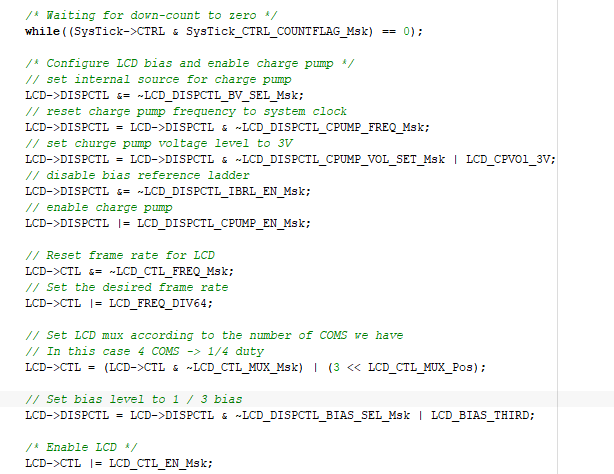 /* Waiting for down-count to zero */
while((SysTick->CTRL & SysTick_CTRL_COUNTFLAG_Msk) == 0);
/* Configure LCD bias and enable charge pump */
// set internal source for charge pump
LCD->DISPCTL &= ~LCD_DISPCTL_BV_SEL_Msk;
// reset charge pump frequency to system clock
LCD->DISPCTL = LCD->DISPCTL & ~LCD_DISPCTL_CPUMP_FREQ_Msk;
// set churge pump voltage level to 3V
LCD->DISPCTL = LCD->DISPCTL & ~LCD_DISPCTL_CPUMP_VOL_SET_Msk | LCD_CPVOl_3V;
// disable bias reference ladder
LCD->DISPCTL &= ~LCD_DISPCTL_IBRL_EN_Msk;
// enable charge pump
LCD->DISPCTL |= LCD_DISPCTL_CPUMP_EN_Msk;
// Reset frame rate for LCD
LCD->CTL &= ~LCD_CTL_FREQ_Msk;
// Set the desired frame rate
LCD->CTL |= LCD_FREQ_DIV64;
// Set LCD mux according to the number of COMS we have
// In this case 4 COMS -> 1/4 duty
LCD->CTL = (LCD->CTL & ~LCD_CTL_MUX_Msk) | (3 << LCD_CTL_MUX_Pos);
// Set bias level to 1 / 3 bias
LCD->DISPCTL = LCD->DISPCTL & ~LCD_DISPCTL_BIAS_SEL_Msk | LCD_BIAS_THIRD;
/* Enable LCD */
LCD->CTL |= LCD_CTL_EN_Msk;